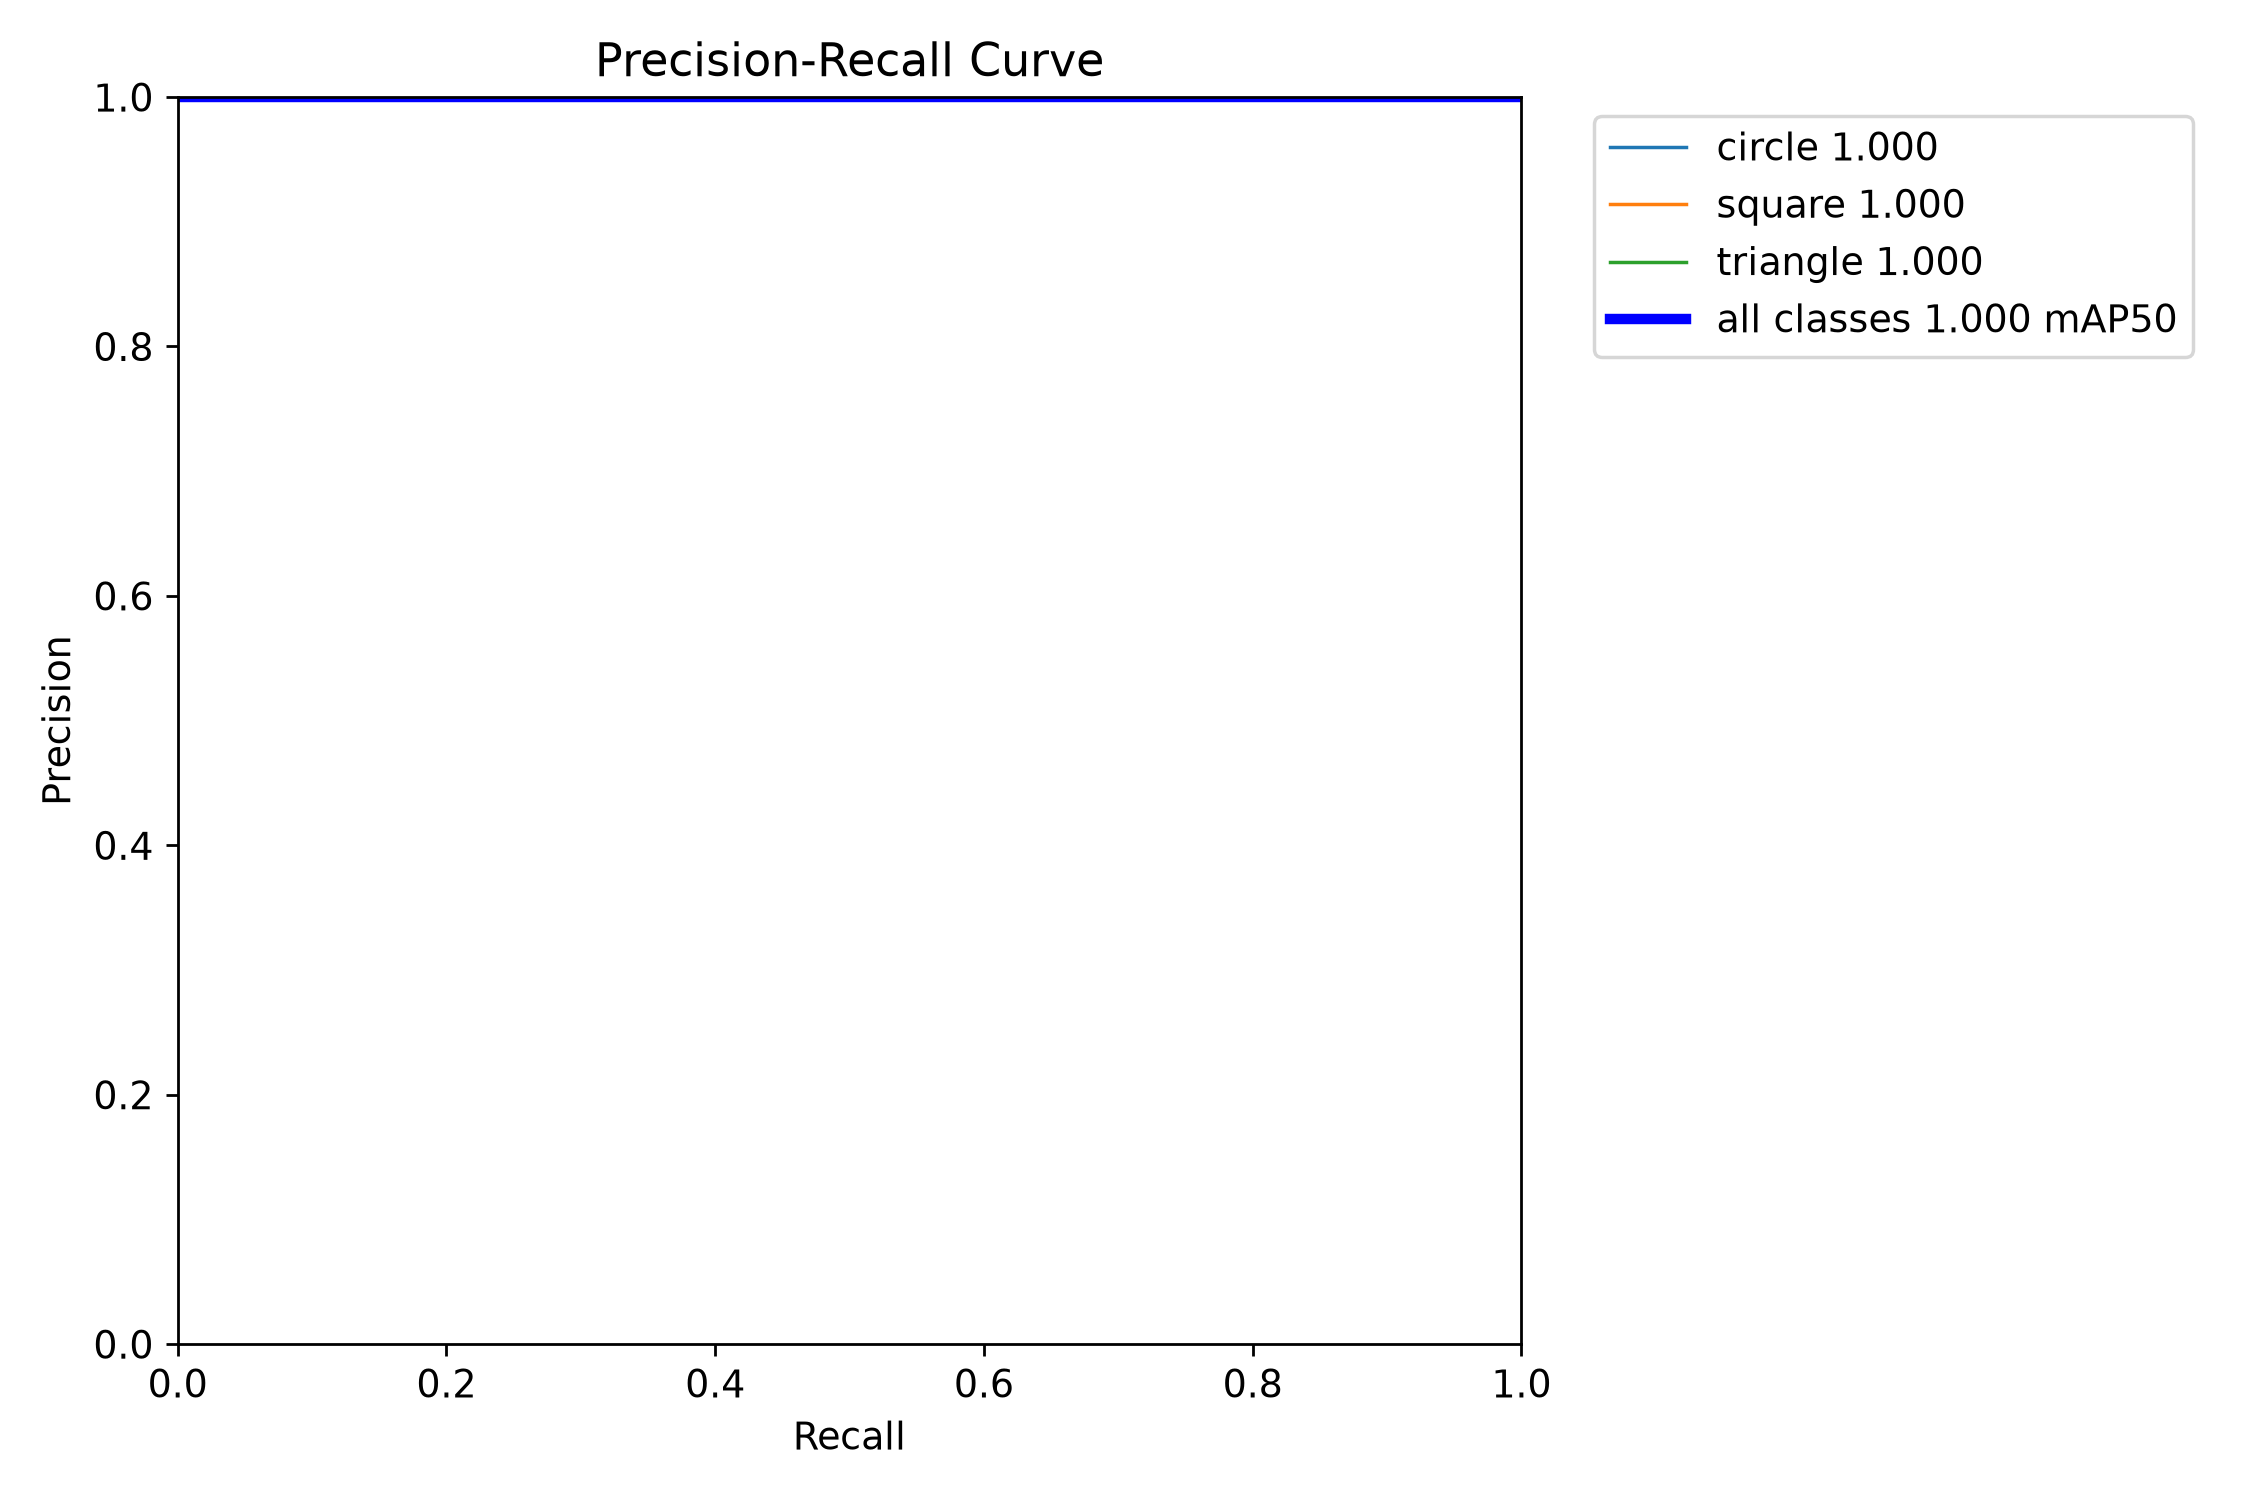 Precision-Recall Curve
1.0
0.8
0.6
0.4
0.2
0.0
Precision
0.0 0.2 0.4 0.6 0.8 1.0
Recall
circle 1.000
square 1.000
triangle 1.000
all classes 1.000 mAP50